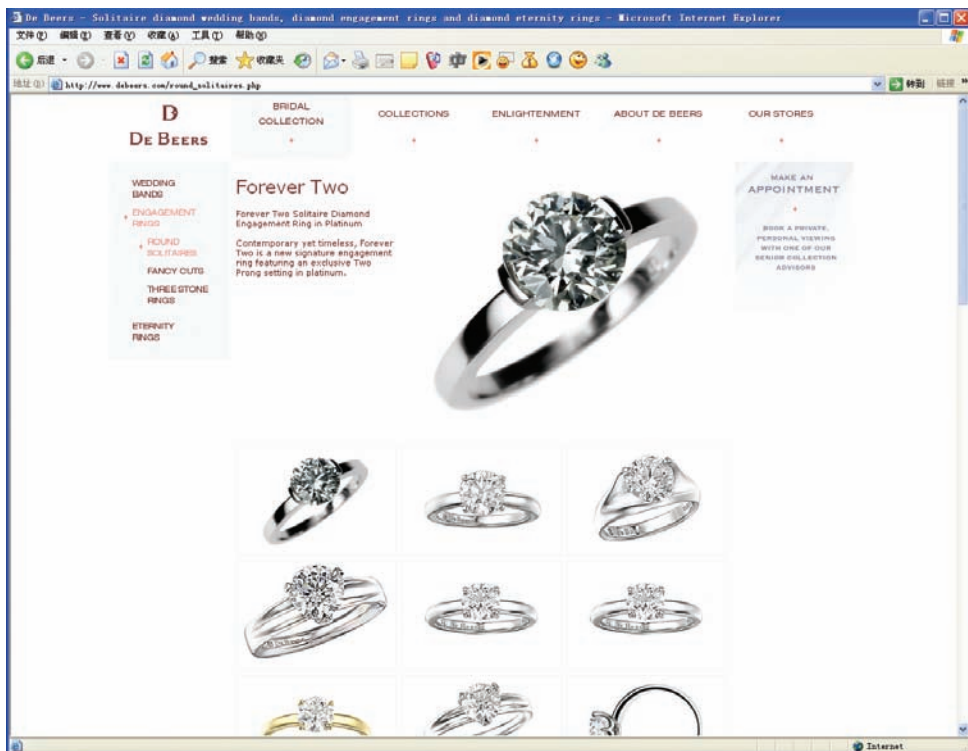 De Beers - Solitaire diamond wedding bands, diamond engagement rings and diamond eternity rings - Microsoft Internet Explorer
文件(F) 编辑(E) 查看(V) 收藏(A) 工具(T) 帮助(H)
后退 搜索 收藏夹
地址(D) http://www.debeers.com/round_solitaires.php 转到 链接 »
DE BEERS
BRIDAL
COLLECTION
COLLECTIONS
ENLIGHTENMENT
ABOUT DE BEERS
OUR STORES
WEDDING
BANDS
ENGAGEMENT
RINGS
ROUND
SOLITAIRES
FANCY CUTS
THREE STONE
RINGS
ETERNITY
RINGS
Forever Two
Forever Two Solitaire Diamond
Engagement Ring in Platinum
Contemporary yet timeless, Forever
Two is a new signature engagement
ring featuring an exclusive Two
Prong setting in platinum.
MAKE AN
APPOINTMENT
BOOK A PRIVATE,
PERSONAL VIEWING
WITH ONE OF OUR
SENIOR COLLECTION
ADVISORS
Internet